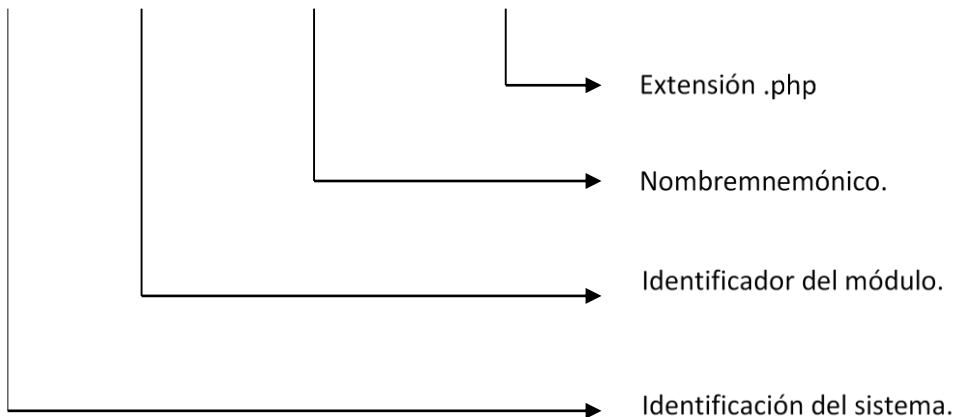 Extensión .php
Nombremnemónico.
Identificador del módulo.
Identificación del sistema.